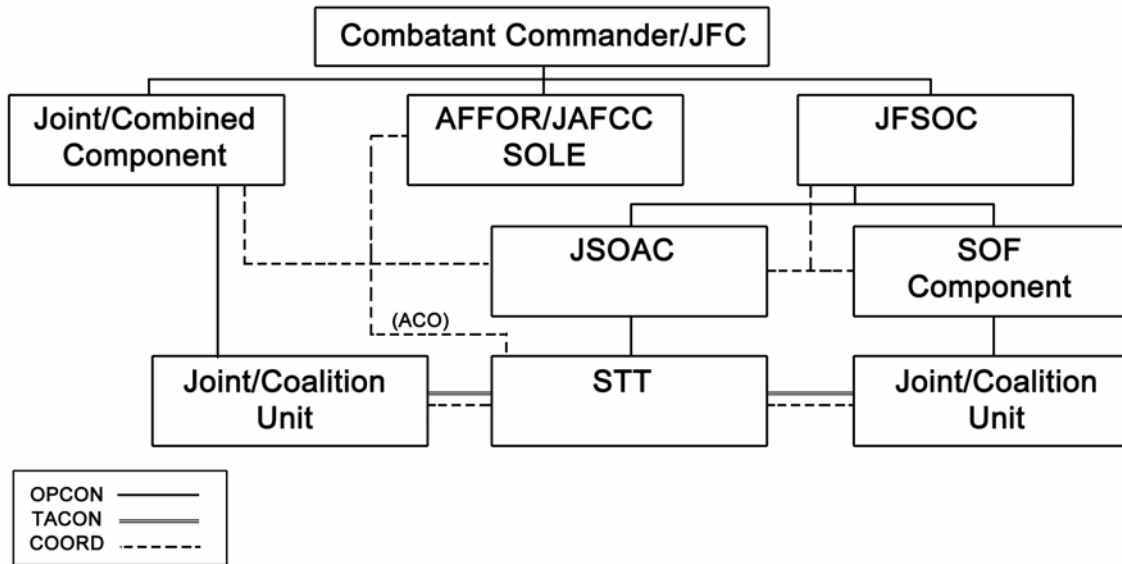 Combatant Commander/JFC
Joint/Combined
Component
AFFOR/JAFCC
SOLE
JFSOC
JSOAC
SOF
Component
(ACO)
Joint/Coalition
Unit
STT
Joint/Coalition
Unit
OPCON
TACON
COORD